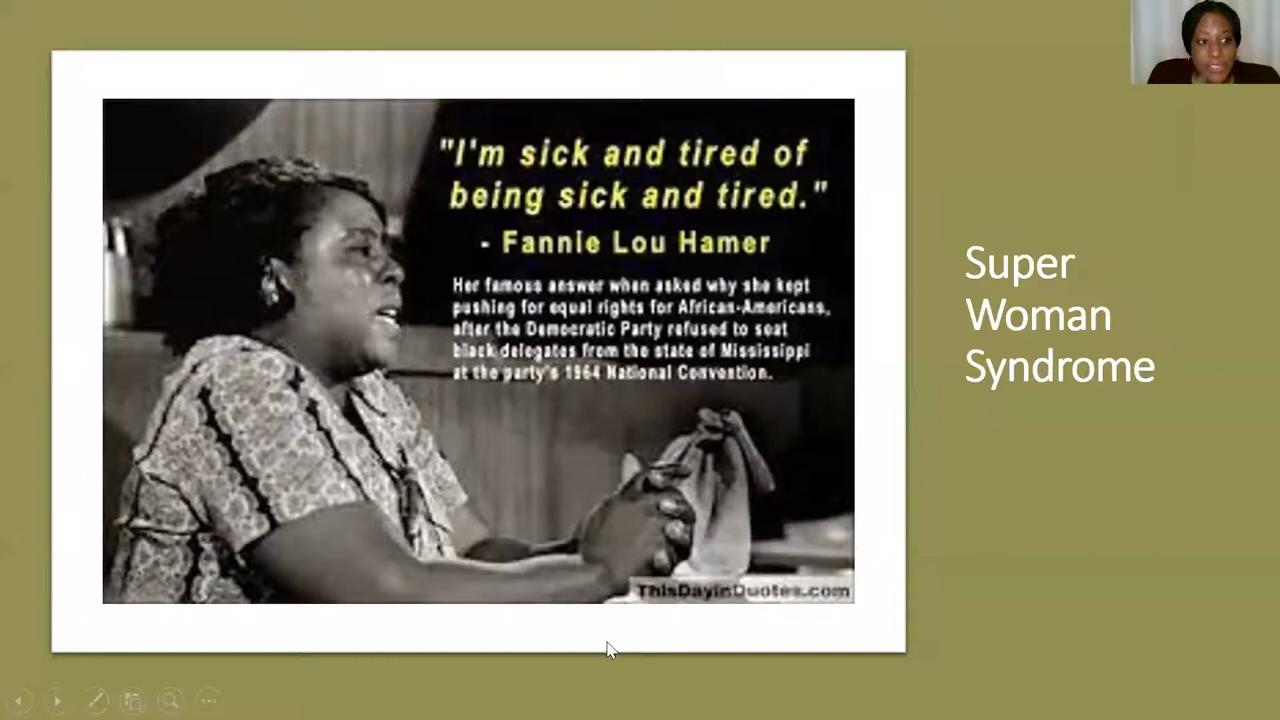 "I'm sick and tired of
being sick and tired."
- Fannie Lou Hamer
Her famous answer when asked why she kept
pushing for equal rights for African-Americans,
after the Democratic Party refused to seat
black delegates from the state of Mississippi
at the party's 1964 National Convention.
ThisDayinQuotes.com
Super
Woman
Syndrome